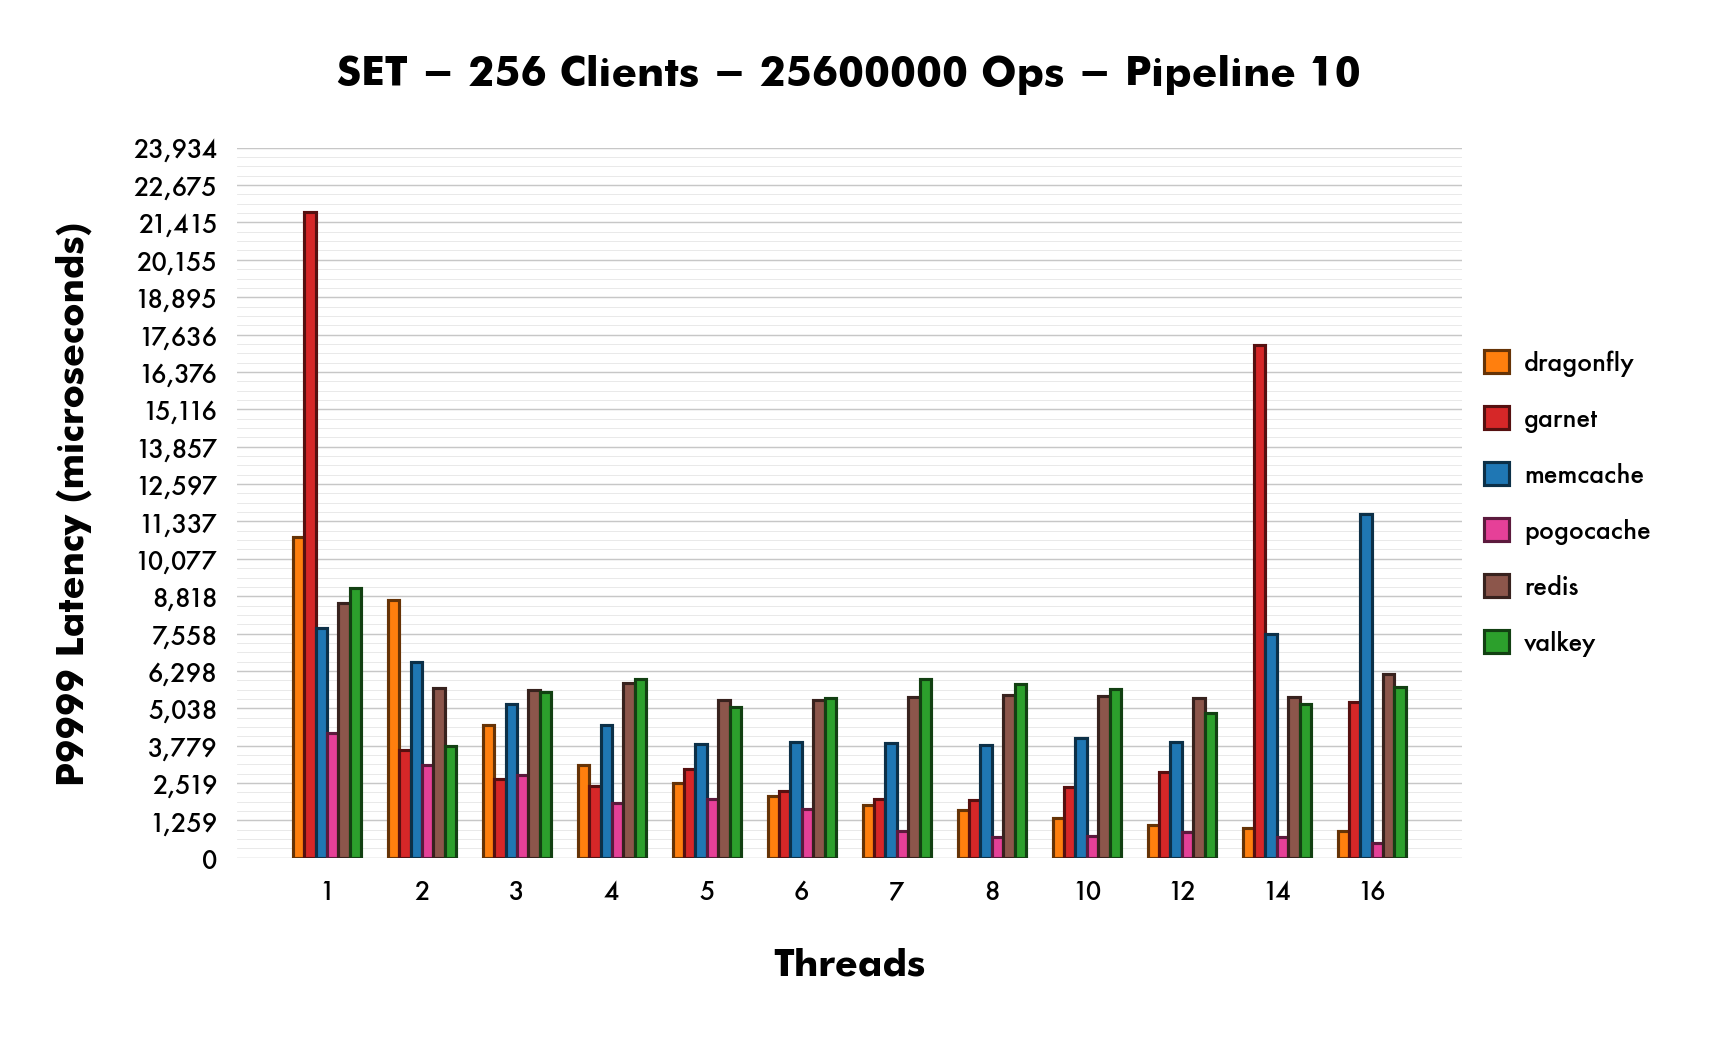 SET – 256 Clients – 25600000 Ops – Pipeline 10
P9999 Latency (microseconds)
23,934
22,675
21,415
20,155
18,895
17,636
16,376
15,116
13,857
12,597
11,337
10,077
8,818
7,558
6,298
5,038
3,779
2,519
1,259
0
1 2 3 4 5 6 7 8 10 12 14 16
Threads
dragonfly
garnet
memcache
pogocache
redis
valkey